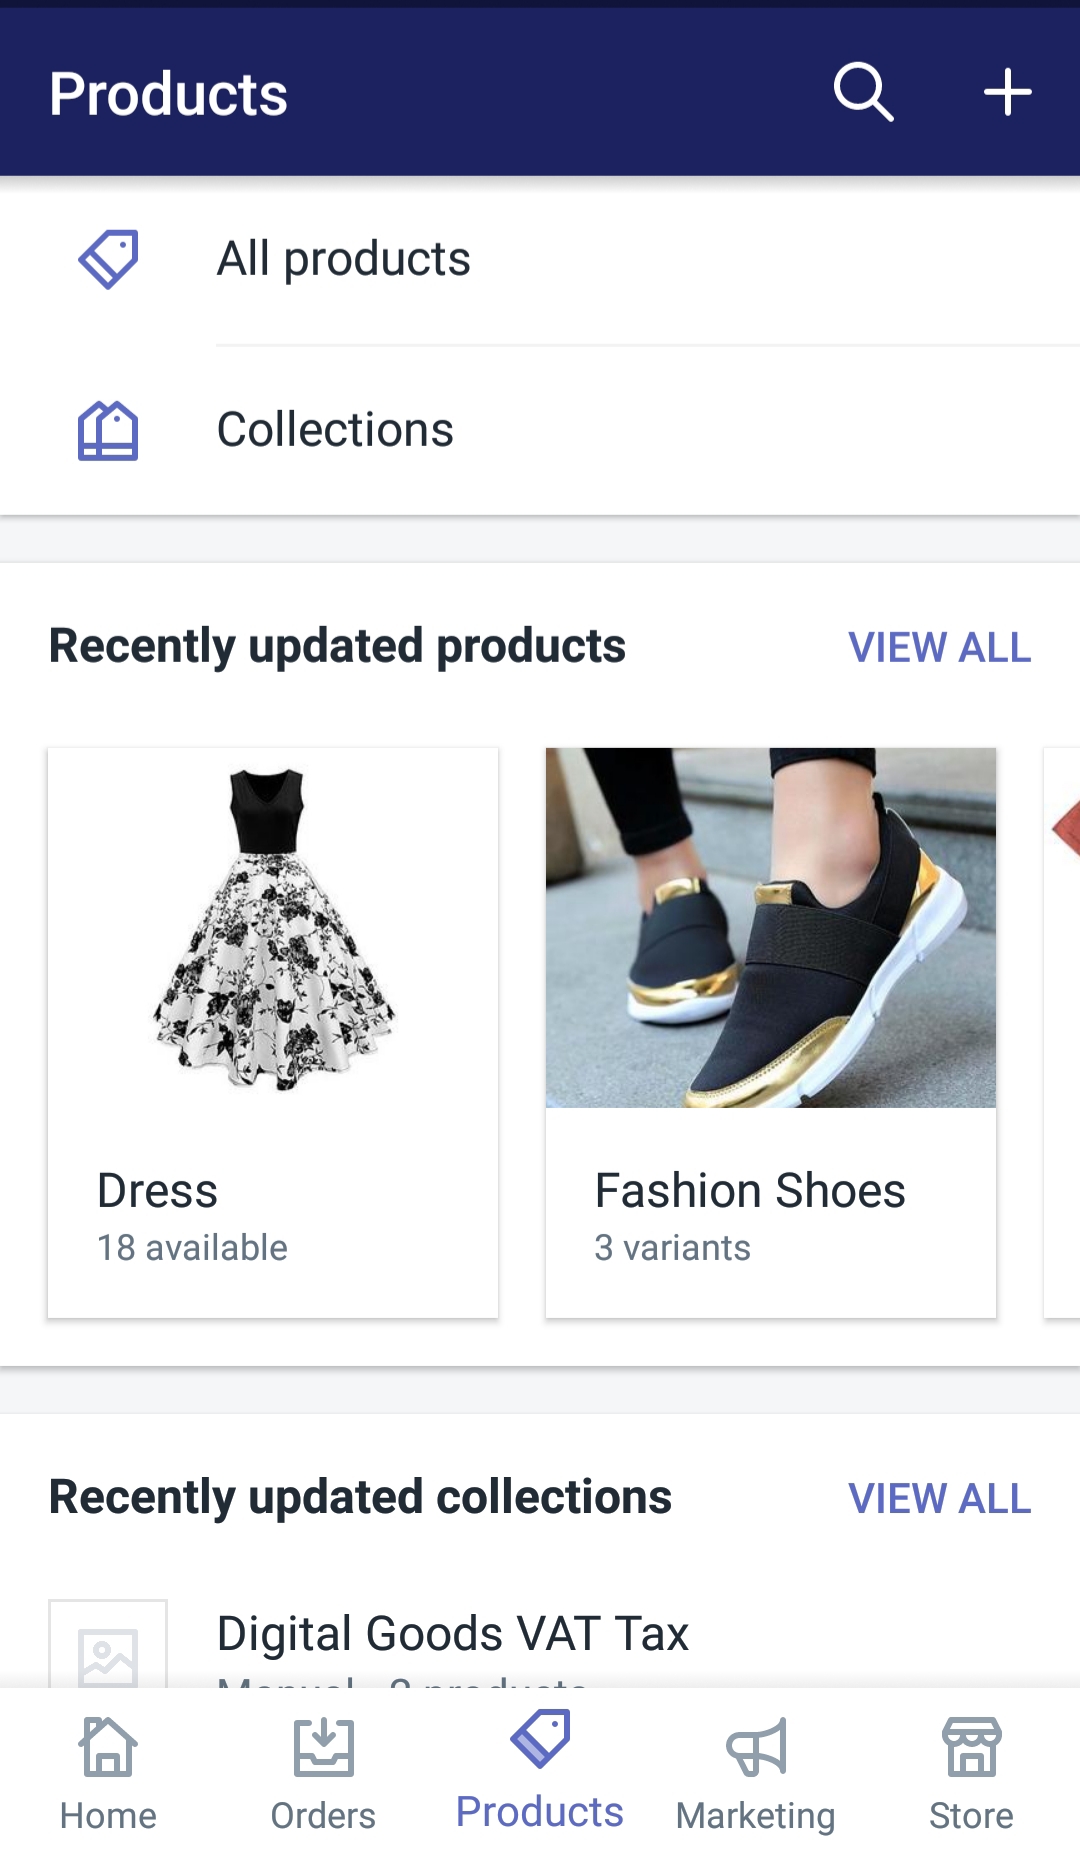 Products
All products
Collections
Recently updated products VIEW ALL
Dress
18 available
Fashion Shoes
3 variants
Recently updated collections VIEW ALL
Digital Goods VAT Tax
Home
Orders
Products
Marketing
Store